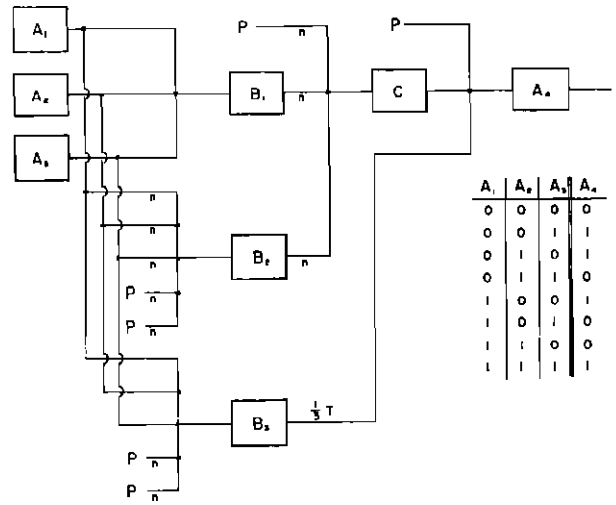 A₁
P
n
P
A₂
B₁
n
C
A₄
A₃
A₁ A₂ A₃ A₄
0 0 0 0
0 0 1 1
0 1 0 1
0 1 1 0
1 0 0 1
1 0 1 0
1 1 0 0
1 1 1 1
n
n
n
B₂
n
P
n
P
n
B₃
⅓ T
P
n
P
n